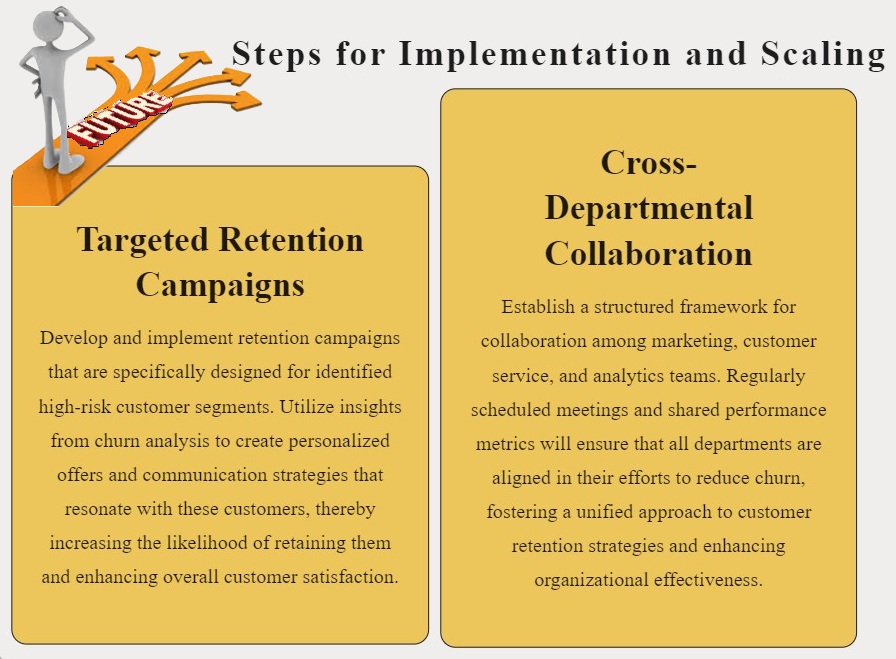 Steps for Implementation and Scaling
FUTURE
Targeted Retention
Campaigns
Develop and implement retention campaigns
that are specifically designed for identified
high-risk customer segments. Utilize insights
from churn analysis to create personalized
offers and communication strategies that
resonate with these customers, thereby
increasing the likelihood of retaining them
and enhancing overall customer satisfaction.
Cross-
Departmental
Collaboration
Establish a structured framework for
collaboration among marketing, customer
service, and analytics teams. Regularly
scheduled meetings and shared performance
metrics will ensure that all departments are
aligned in their efforts to reduce churn,
fostering a unified approach to customer
retention strategies and enhancing
organizational effectiveness.